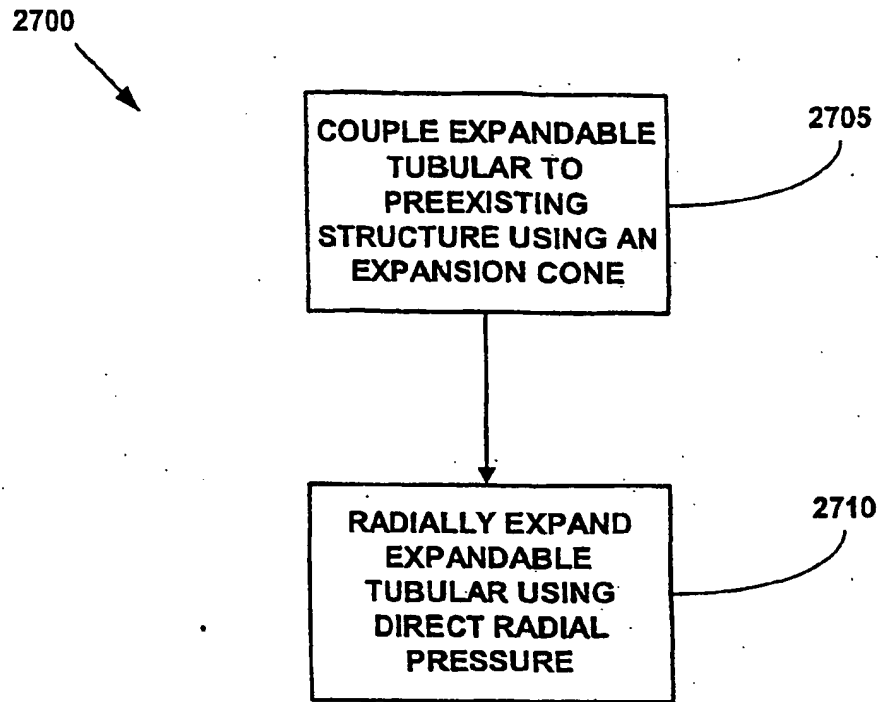 2700
COUPLE EXPANDABLE
TUBULAR TO
PREEXISTING
STRUCTURE USING AN
EXPANSION CONE
2705
RADIALLY EXPAND
EXPANDABLE
TUBULAR USING
DIRECT RADIAL
PRESSURE
2710